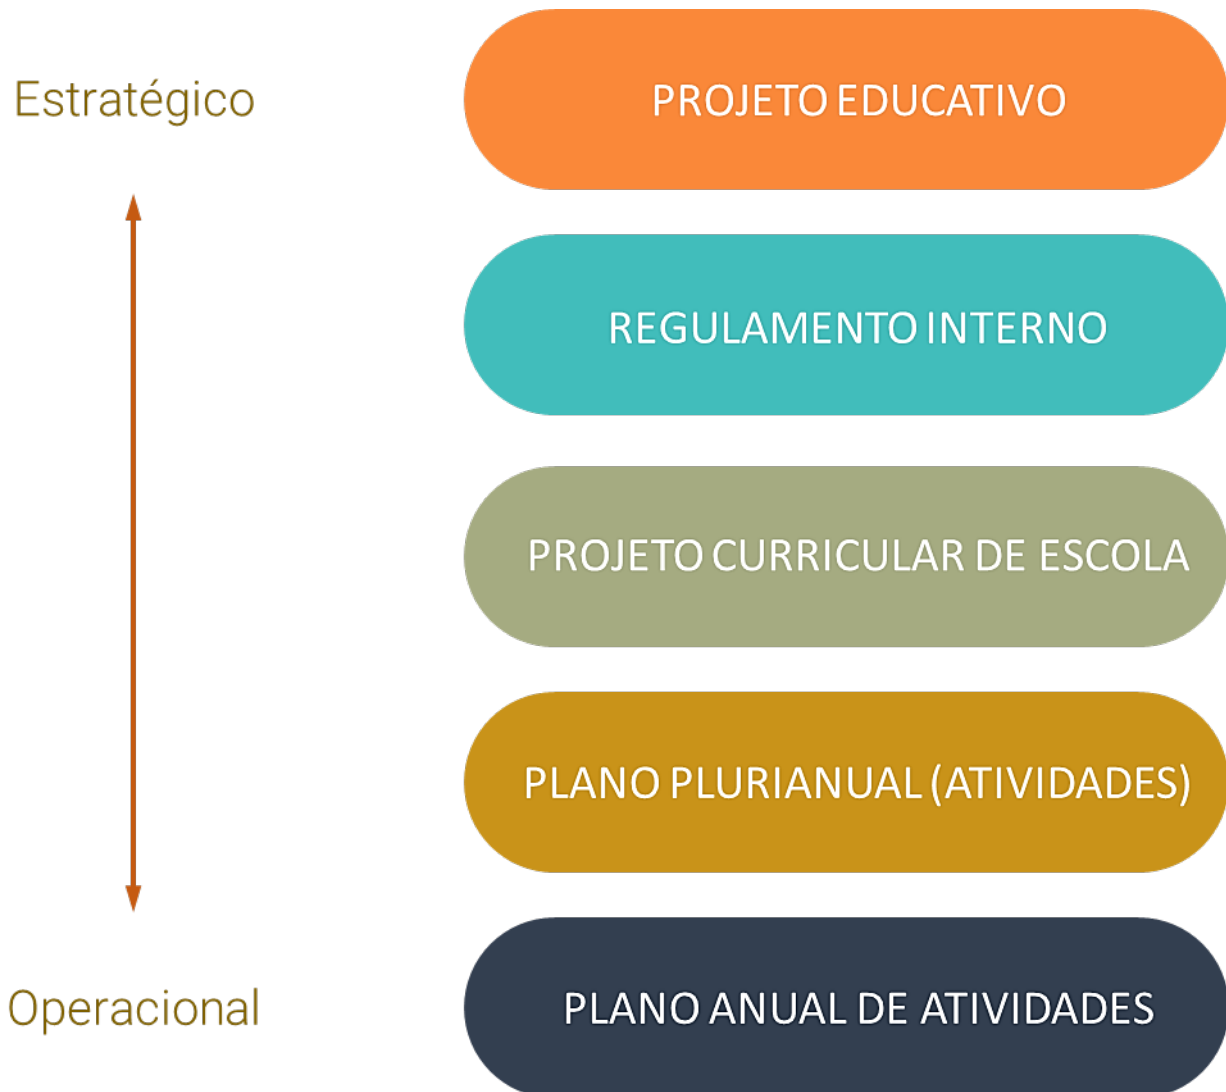 Estratégico
PROJETO EDUCATIVO
REGULAMENTO INTERNO
PROJETO CURRICULAR DE ESCOLA
PLANO PLURIANUAL (ATIVIDADES)
Operacional
PLANO ANUAL DE ATIVIDADES